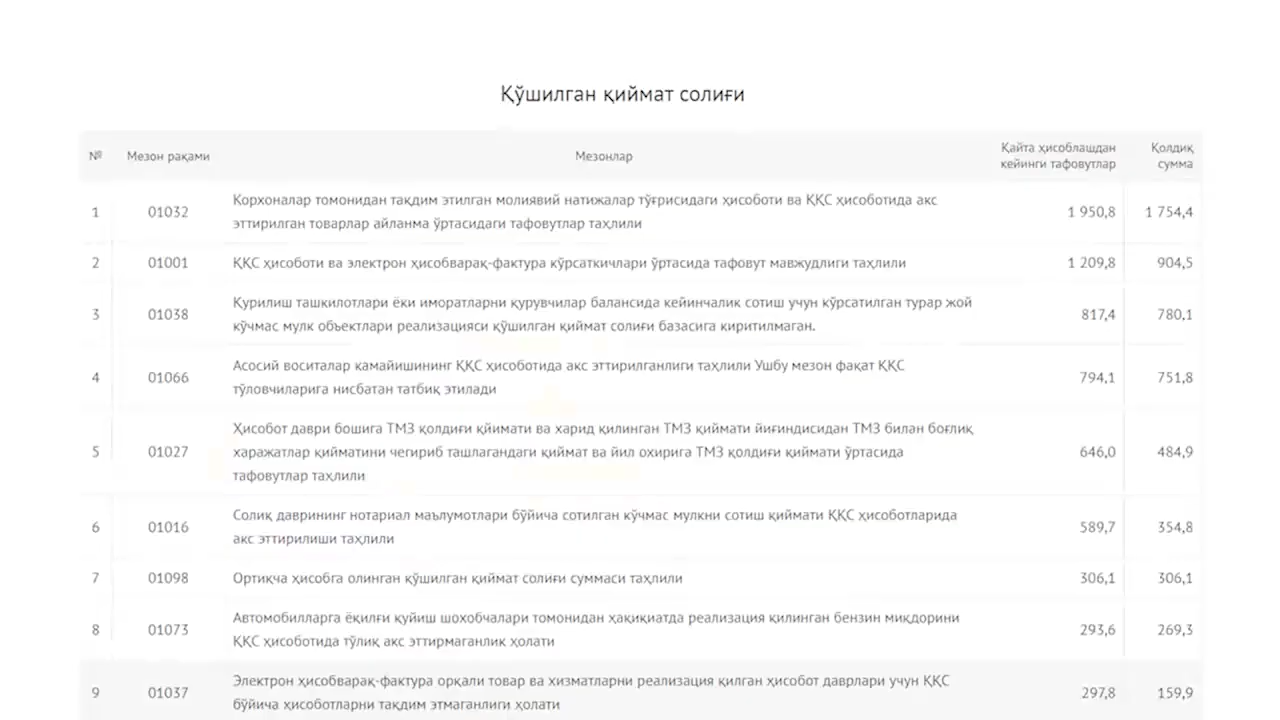 Қўшилган қиймат солиғи
№ Мезон рақами Мезонлар Қайта ҳисоблашдан кейинги тафовутлар Қолдиқ сумма
1 01032 Корхоналар томонидан тақдим этилган молиявий натижалар тўғрисидаги ҳисоботи ва ҚҚС ҳисоботида акс
эттирилган товарлар айланма ўртасидаги тафовутлар таҳлили 1 950,8 1 754,4
2 01001 ҚҚС ҳисоботи ва электрон ҳисобварақ-фактура кўрсаткичлари ўртасида тафовут мавжудлиги таҳлили 1 209,8 904,5
3 01038 Қурилиш ташкилотлари ёки иморатларни қурувчилар балансида кейинчалик сотиш учун кўрсатилган турар жой
кўчмас мулк объектлари реализацияси қўшилган қиймат солиғи базасига киритилмаган. 817,4 780,1
4 01066 Асосий воситалар камайишининг ҚҚС ҳисоботида акс эттирилганлиги таҳлили Ушбу мезон фақат ҚҚС
тўловчиларига нисбатан татбиқ этилади 794,1 751,8
5 01027 Ҳисобот даври бошига ТМЗ қолдиғи қйимати ва харид қилинган ТМЗ қиймати йиғиндисидан ТМЗ билан боғлиқ
харажатлар қийматини чегириб ташлагандаги қиймат ва йил охирига ТМЗ қолдиғи қиймати ўртасида
тафовутлар таҳлили 646,0 484,9
6 01016 Солиқ даврининг нотариал маълумотлари бўйича сотилган кўчмас мулкни сотиш қиймати ҚҚС ҳисоботларида
акс эттирилиши таҳлили 589,7 354,8
7 01098 Ортиқча ҳисобга олинган қўшилган қиймат солиғи суммаси таҳлили 306,1 306,1
8 01073 Автомобилларга ёқилғи қуйиш шохобчалари томонидан ҳақиқиатда реализация қилинган бензин миқдорини
ҚҚС ҳисоботида тўлиқ акс эттирмаганлик ҳолати 293,6 269,3
9 01037 Электрон ҳисобварақ-фактура орқали товар ва хизматларни реализация қилган ҳисобот даврлари учун ҚҚС
бўйича ҳисоботларни тақдим этмаганлиги ҳолати 297,8 159,9